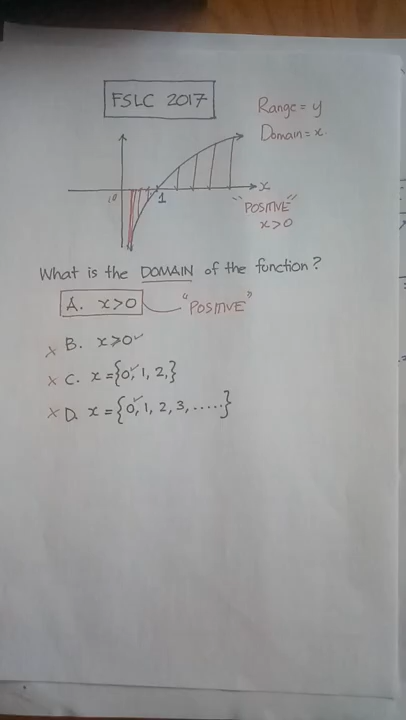 FSLC 2017
Range = y
Domain = x
x
1
"POSITIVE"
x>0
What is the DOMAIN of the function?
A. x>0
"POSITIVE"
x B. x⩾0✓
x C. x={0,✓ 1, 2,}
x D. x={0,✓ 1, 2, 3, .....}